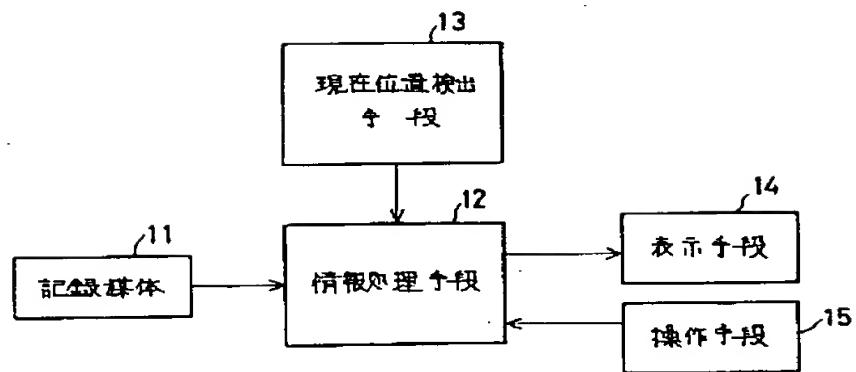 13
現在位置検出
手段
12
14
11
表示手段
記録媒体
情報処理手段
操作手段
15